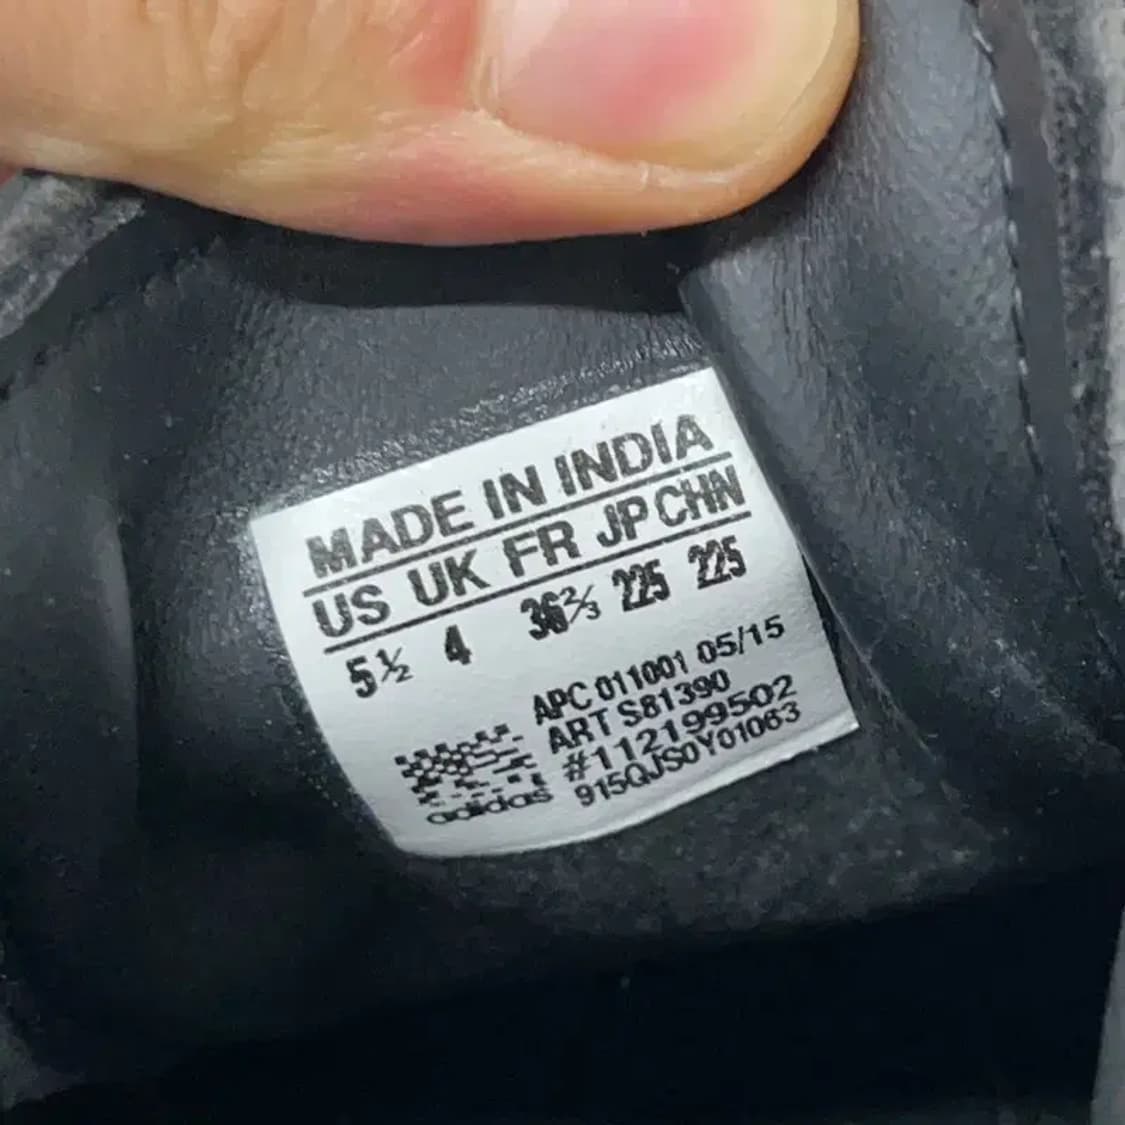 MADE IN INDIA
US UK FR JP CHN
5½ 4 36⅔ 225 225
APC 011001 05/15
ART S81390
#112199502
915QJS0Y01063
adidas